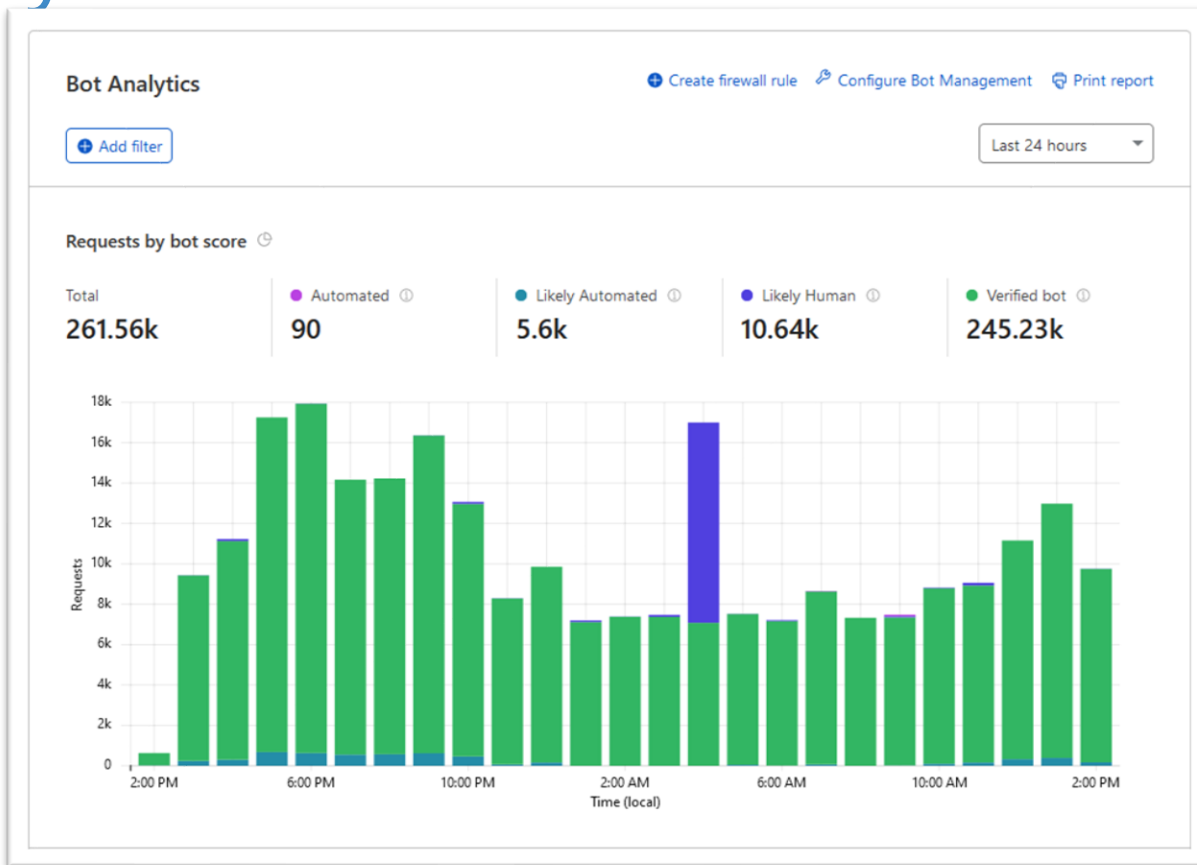 Bot Analytics
Create firewall rule Configure Bot Management Print report
Add filter
Last 24 hours
Requests by bot score
Total Automated Likely Automated Likely Human Verified bot
261.56k 90 5.6k 10.64k 245.23k
18k
16k
14k
12k
10k
8k
6k
4k
2k
0
Requests
2:00 PM 6:00 PM 10:00 PM 2:00 AM 6:00 AM 10:00 AM 2:00 PM
Time (local)